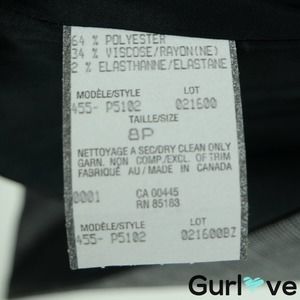 64 % POLYESTER
34 % VISCOSE/RAYON(NE)
2 % ELASTHANNE/ELASTANE
MODÈLE/STYLE LOT
455- P5102 021600
TAILLE/SIZE
8P
NETTOYAGE A SEC/DRY CLEAN ONLY
GARN. NON COMP./EXCL. OF TRIM
FABRIQUÉ AU / MADE IN CANADA
0001 CA 00445
RN 85163
MODÈLE/STYLE LOT
455- P5102 021600BZ
Gurl ve